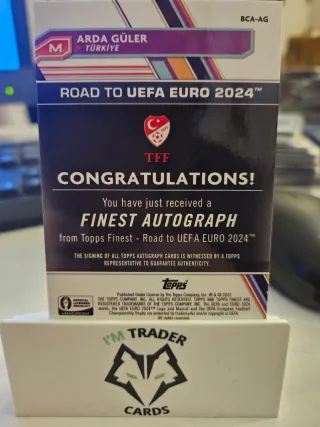 BCA-AG
ARDA GÜLER
TÜRKİYE
M
ROAD TO UEFA EURO 2024™
TFF
CONGRATULATIONS!
You have just received a
FINEST AUTOGRAPH
from Topps Finest - Road to UEFA EURO 2024™
THE SIGNING OF ALL TOPPS AUTOGRAPH CARDS IS WITNESSED BY A TOPPS
REPRESENTATIVE TO GUARANTEE AUTHENTICITY.
Topps
I'M TRADER
CARDS